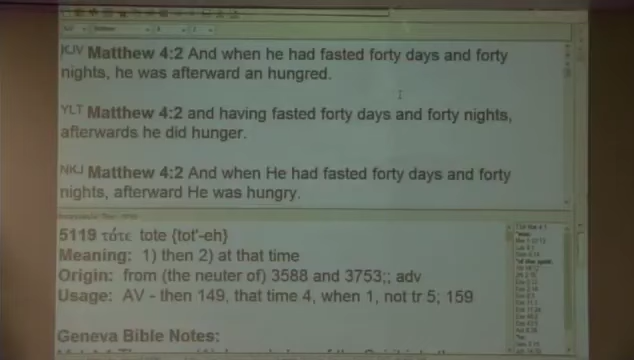 KJV Matthew 4:2 And when he had fasted forty days and forty
nights, he was afterward an hungred.
YLT Matthew 4:2 and having fasted forty days and forty nights,
afterwards he did hunger.
NKJ Matthew 4:2 And when He had fasted forty days and forty
nights, afterward He was hungry.
5119 τότε tote {tot'-eh}
Meaning: 1) then 2) at that time
Origin: from (the neuter of) 3588 and 3753;; adv
Usage: AV - then 149, that time 4, when 1, not tr 5; 159
Geneva Bible Notes: